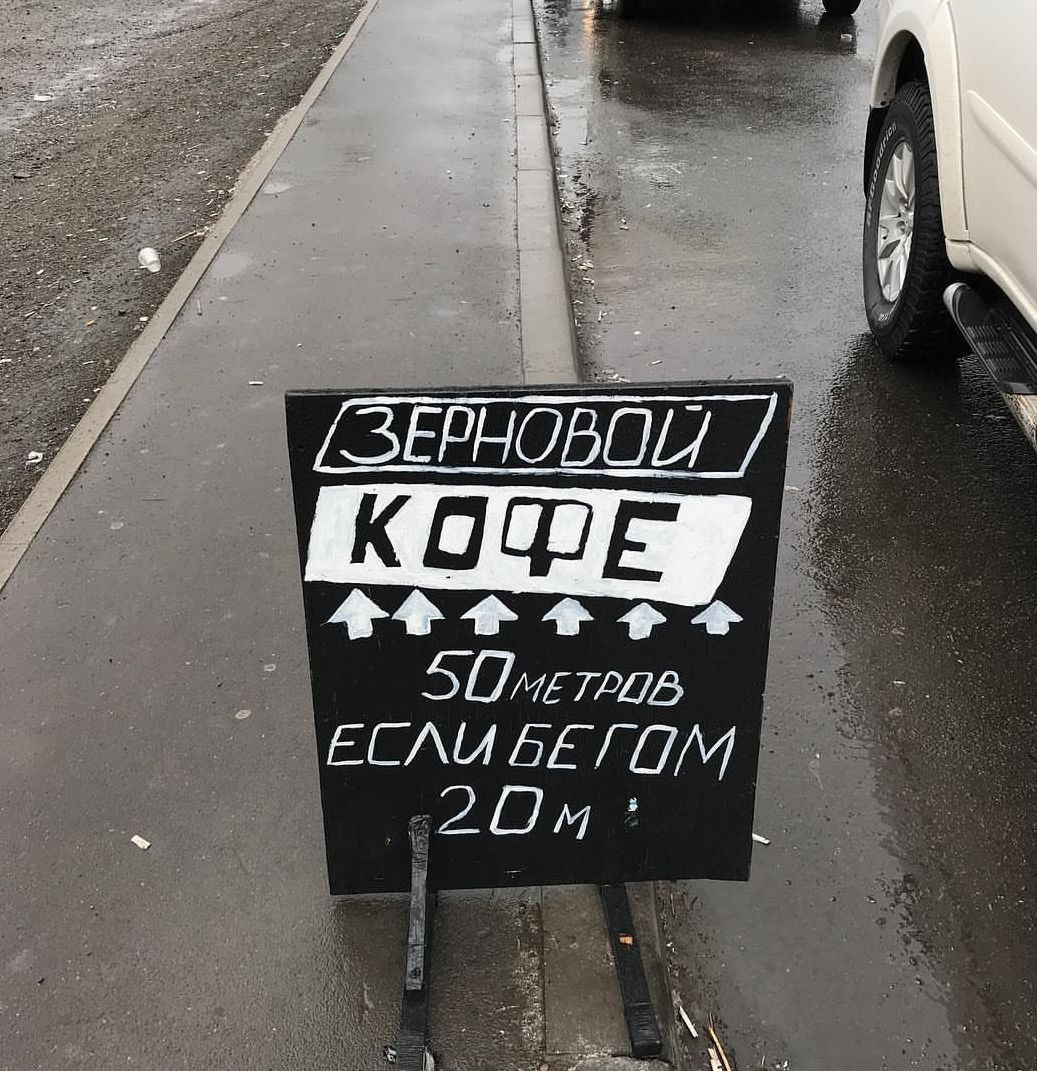 ЗЕРНОВОЙ
КОФЕ
50 МЕТРОВ
ЕСЛИ БЕГОМ
20 М